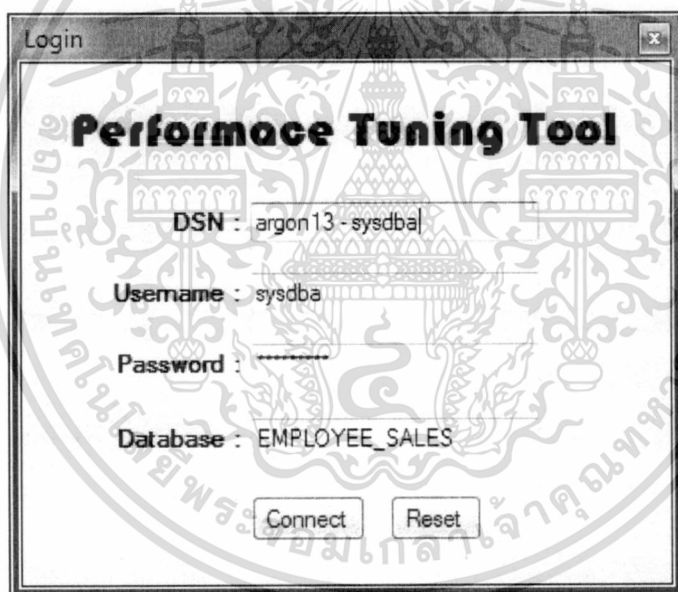 Login
Performace Tuning Tool
DSN : argon13 - sysdba
Username : sysdba
Password : *********
Database : EMPLOYEE_SALES
Connect Reset